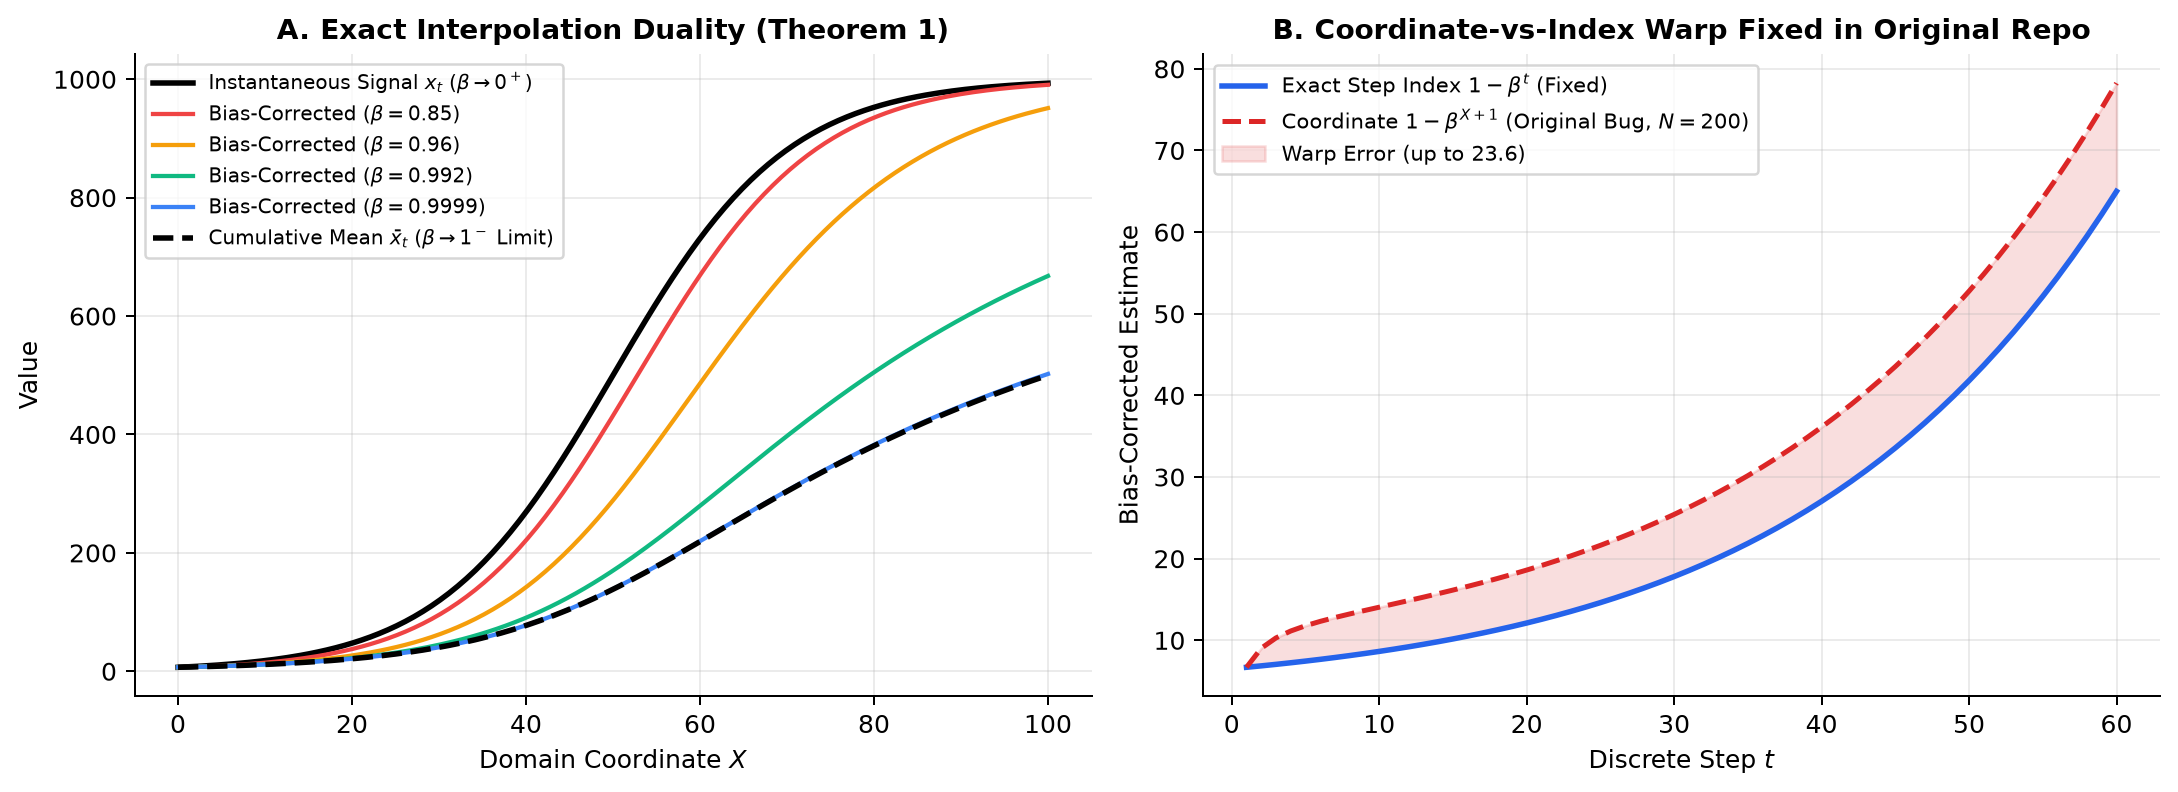 A. Exact Interpolation Duality (Theorem 1)
Instantaneous Signal x_t (β→0⁺)
Bias-Corrected (β = 0.85)
Bias-Corrected (β = 0.96)
Bias-Corrected (β = 0.992)
Bias-Corrected (β = 0.9999)
Cumulative Mean x̄_t (β→1⁻ Limit)
Value
1000
800
600
400
200
0
0 20 40 60 80 100
Domain Coordinate X
B. Coordinate-vs-Index Warp Fixed in Original Repo
Exact Step Index 1 − β^t (Fixed)
Coordinate 1 − β^{X+1} (Original Bug, N = 200)
Warp Error (up to 23.6)
Bias-Corrected Estimate
80
70
60
50
40
30
20
10
0 10 20 30 40 50 60
Discrete Step t